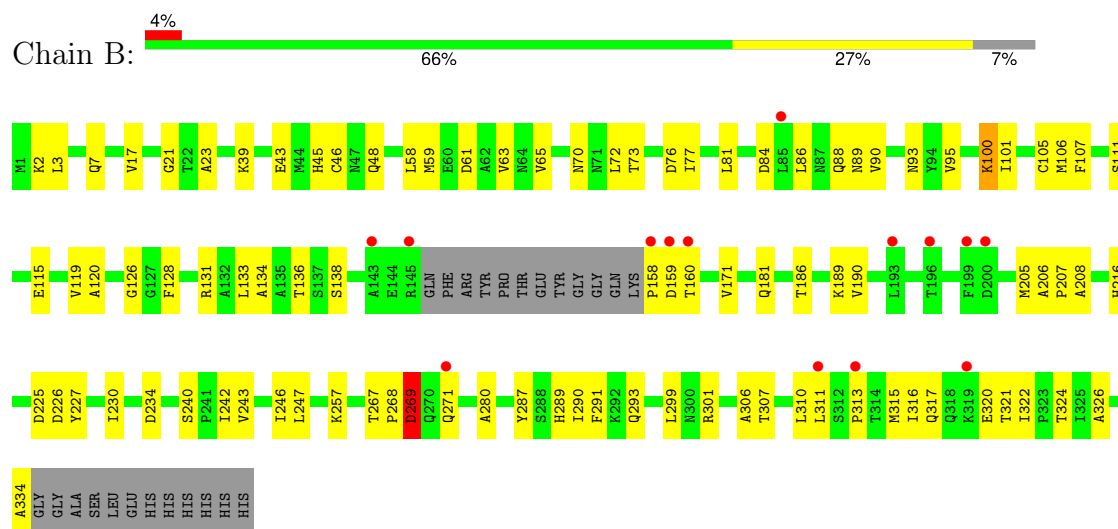 4%
Chain B:
66% 27% 7%
M1 K2 L3 Q7 V17 G21 T22 A23 K39 E43 M44 H45 C46 N47 Q48 L58 M59 E60 D61 A62 V63 N64 V65 N70 N71 L72 T73 D76 I77 L81 D84 L85 L86 N87 Q88 N89 V90 N93 Y94 V95 K100 I101 C105 M106 F107 S111
E115 V119 A120 G126 G127 F128 R131 A132 L133 A134 A135 T136 S137 S138 A143 E144 R145 GLN PHE ARG TYR PRO THR GLU TYR GLY GLY GLN LYS P158 D159 T160 V171 Q181 T186 K189 V190 L193 T196 F199 D200 M205 A206 P207 A208 H216
D225 D226 Y227 I230 D234 S240 P241 I242 V243 I246 L247 K257 T267 P268 D269 Q270 Q271 A280 Y287 S288 H289 I290 F291 K292 Q293 L299 N300 R301 A306 T307 L310 L311 S312 P313 T314 M315 I316 Q317 Q318 K319 E320 T321 I322 P323 T324 I325 A326
A334 GLY GLY ALA SER LEU GLU HIS HIS HIS HIS HIS HIS